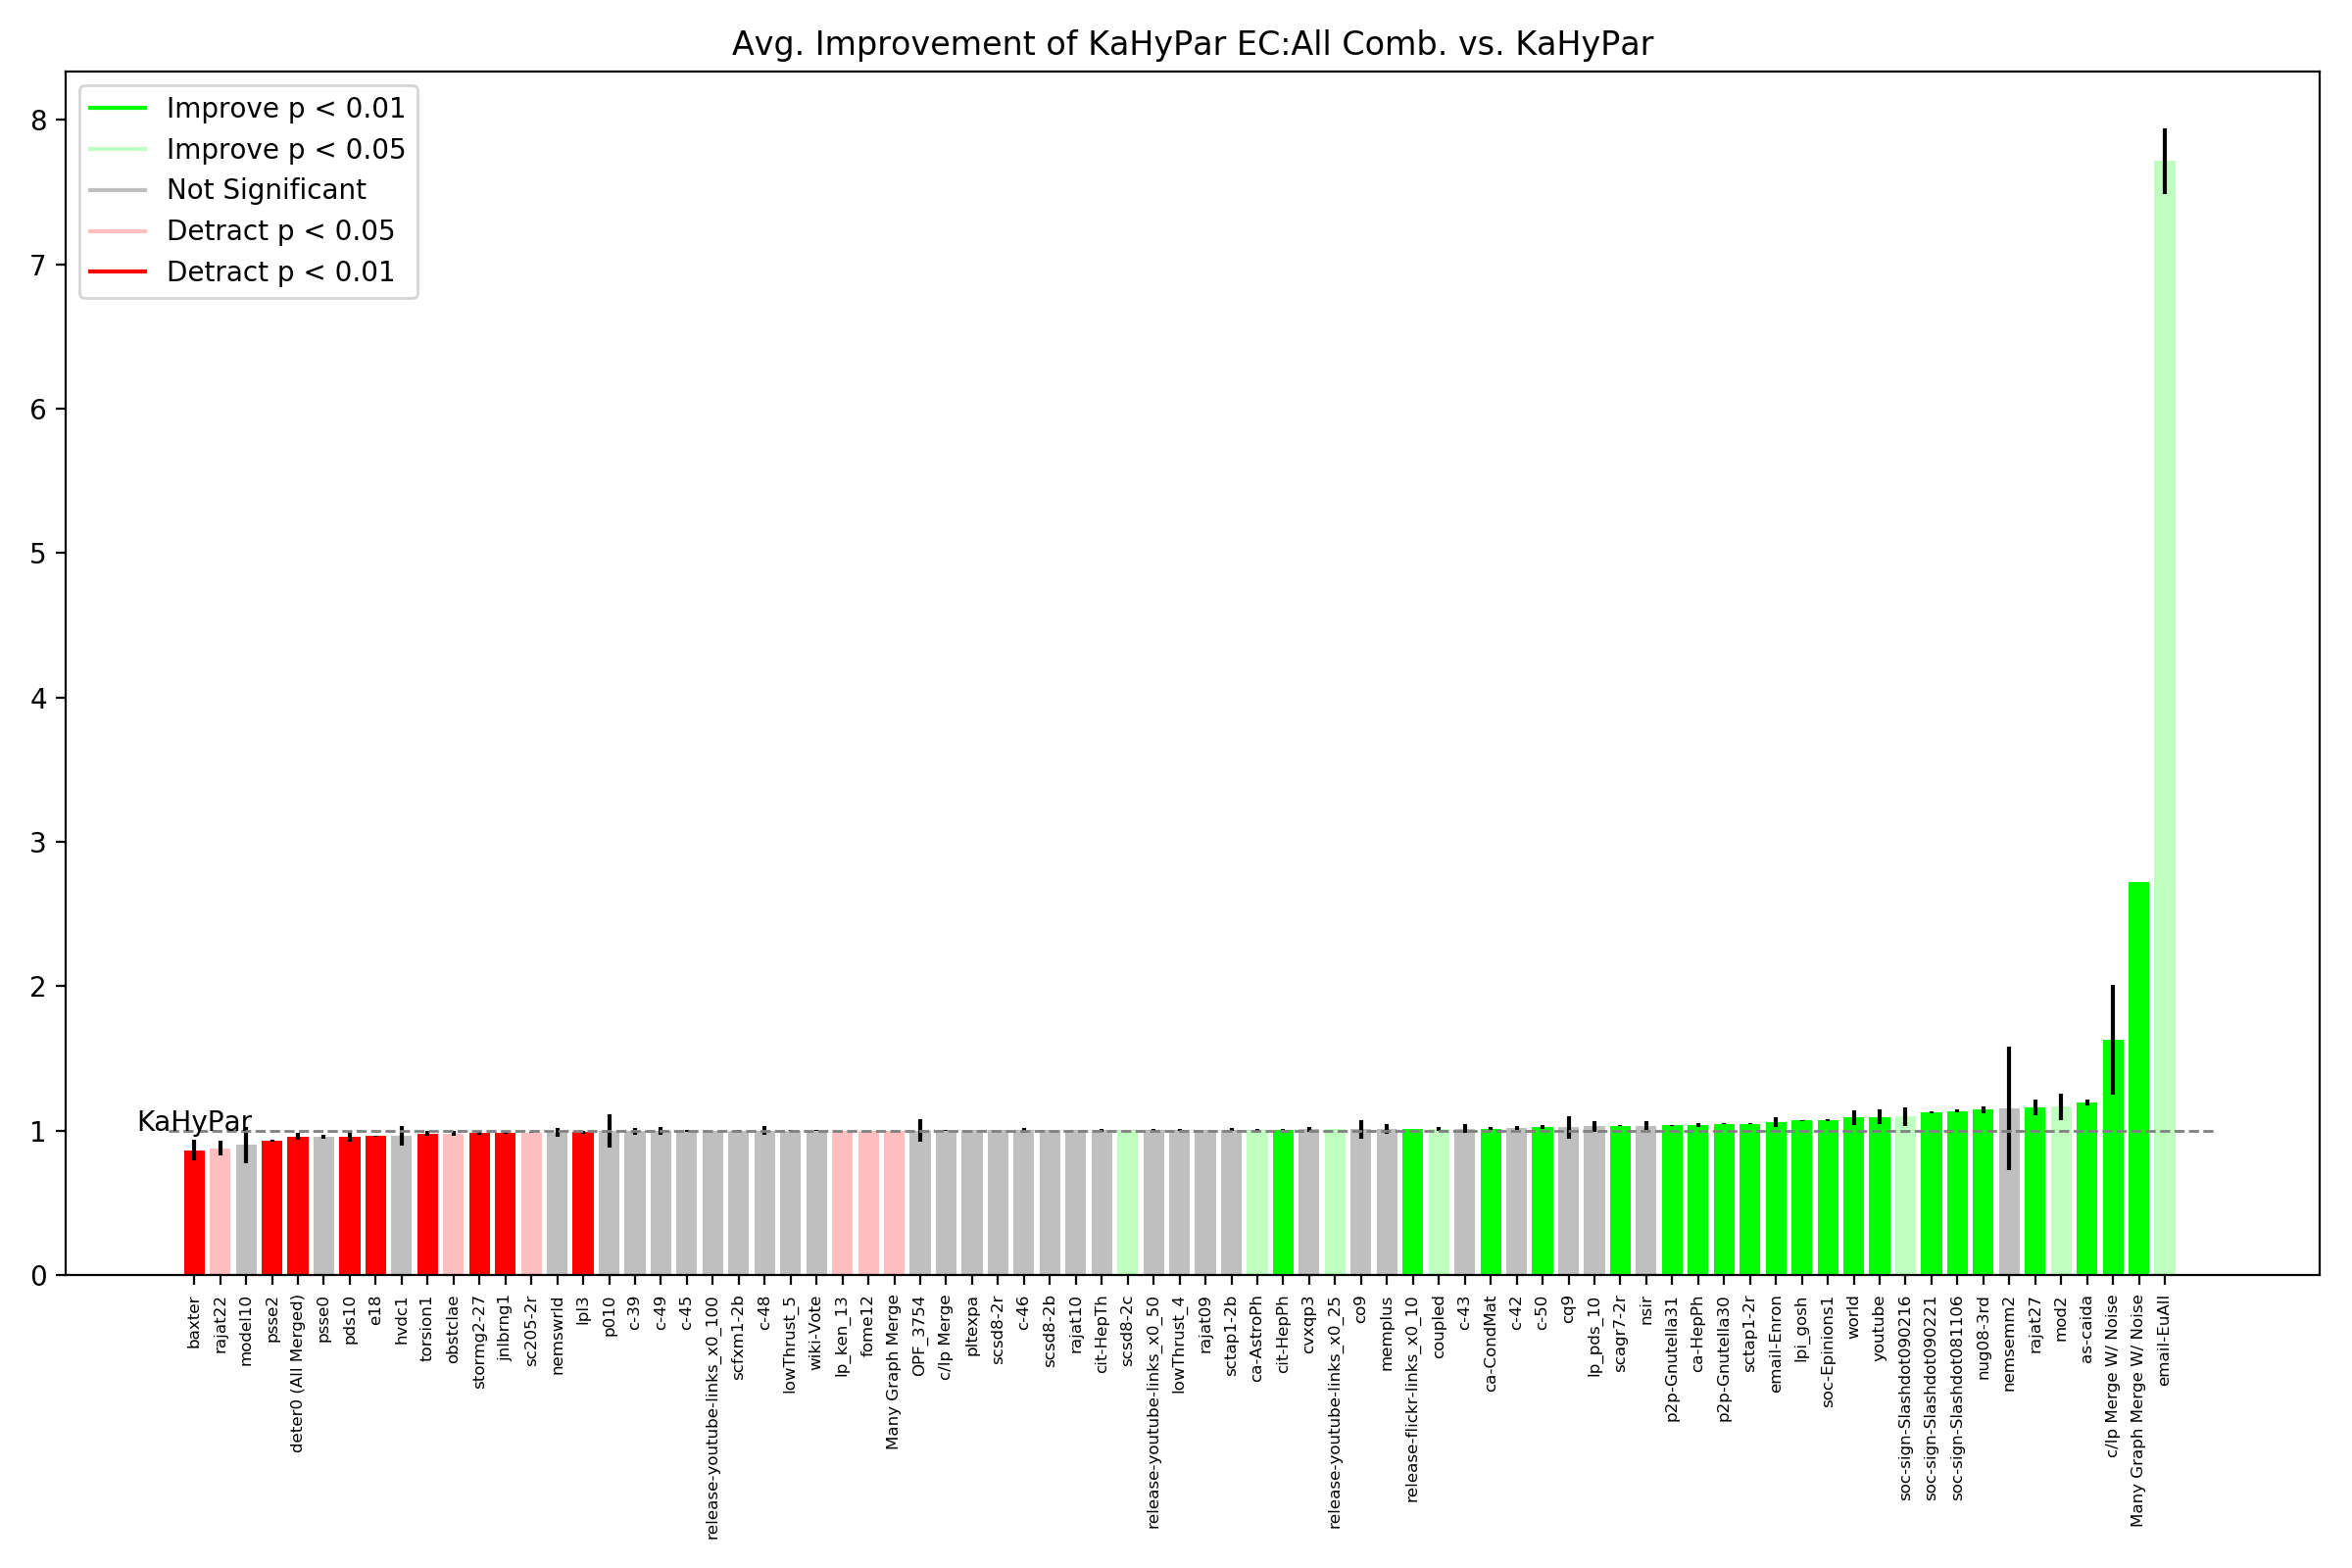 Avg. Improvement of KaHyPar EC:All Comb. vs. KaHyPar
Improve p < 0.01
Improve p < 0.05
Not Significant
Detract p < 0.05
Detract p < 0.01
8
7
6
5
4
3
2
1
0
KaHyPar
baxter
rajat22
model10
psse2
deter0 (All Merged)
psse0
pds10
e18
hvdc1
torsion1
obstclae
stormg2-27
jnlbrng1
sc205-2r
nemswrld
lpl3
p010
c-39
c-49
c-45
release-youtube-links_x0_100
scfxm1-2b
c-48
lowThrust_5
wiki-Vote
lp_ken_13
fome12
Many Graph Merge
OPF_3754
c/lp Merge
pltexpa
scsd8-2r
c-46
scsd8-2b
rajat10
cit-HepTh
scsd8-2c
release-youtube-links_x0_50
lowThrust_4
rajat09
sctap1-2b
ca-AstroPh
cit-HepPh
cvxqp3
release-youtube-links_x0_25
co9
memplus
release-flickr-links_x0_10
coupled
c-43
ca-CondMat
c-42
c-50
cq9
lp_pds_10
scagr7-2r
nsir
p2p-Gnutella31
ca-HepPh
p2p-Gnutella30
sctap1-2r
email-Enron
lpi_gosh
soc-Epinions1
world
youtube
soc-sign-Slashdot090216
soc-sign-Slashdot090221
soc-sign-Slashdot081106
nug08-3rd
nemsemm2
rajat27
mod2
as-caida
c/lp Merge W/ Noise
Many Graph Merge W/ Noise
email-EuAll